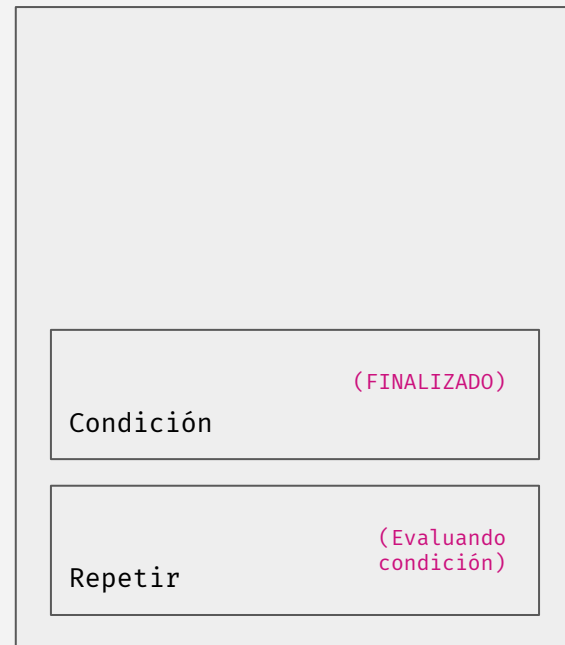 (FINALIZADO)
Condición
(Evaluando
condición)
Repetir